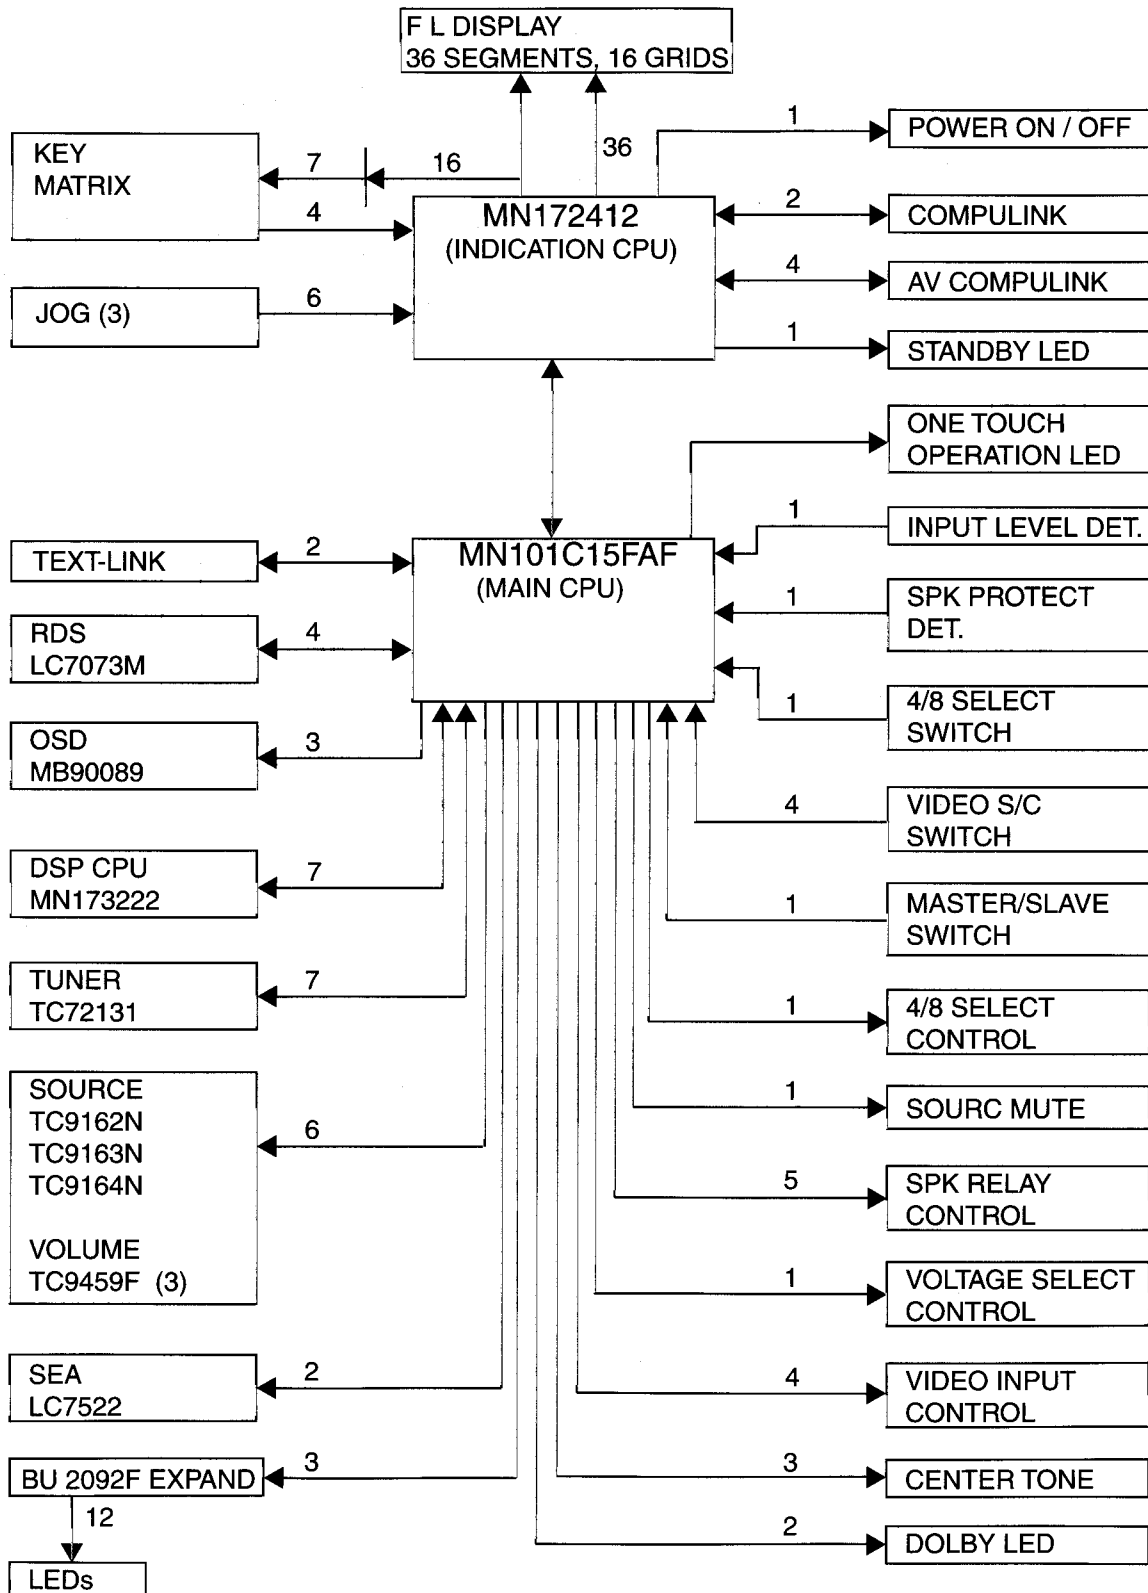 F L DISPLAY
36 SEGMENTS, 16 GRIDS
1
POWER ON / OFF
36
KEY
MATRIX
7
16
4
MN172412
(INDICATION CPU)
2
COMPULINK
4
AV COMPULINK
JOG (3)
6
1
STANDBY LED
ONE TOUCH
OPERATION LED
1
INPUT LEVEL DET.
TEXT-LINK
2
MN101C15FAF
(MAIN CPU)
1
SPK PROTECT
DET.
RDS
LC7073M
4
1
4/8 SELECT
SWITCH
OSD
MB90089
3
4
VIDEO S/C
SWITCH
DSP CPU
MN173222
7
1
MASTER/SLAVE
SWITCH
TUNER
TC72131
7
1
4/8 SELECT
CONTROL
SOURCE
TC9162N
TC9163N
TC9164N
VOLUME
TC9459F (3)
6
1
SOURC MUTE
5
SPK RELAY
CONTROL
1
VOLTAGE SELECT
CONTROL
SEA
LC7522
2
4
VIDEO INPUT
CONTROL
BU 2092F EXPAND
3
3
CENTER TONE
12
2
DOLBY LED
LEDs